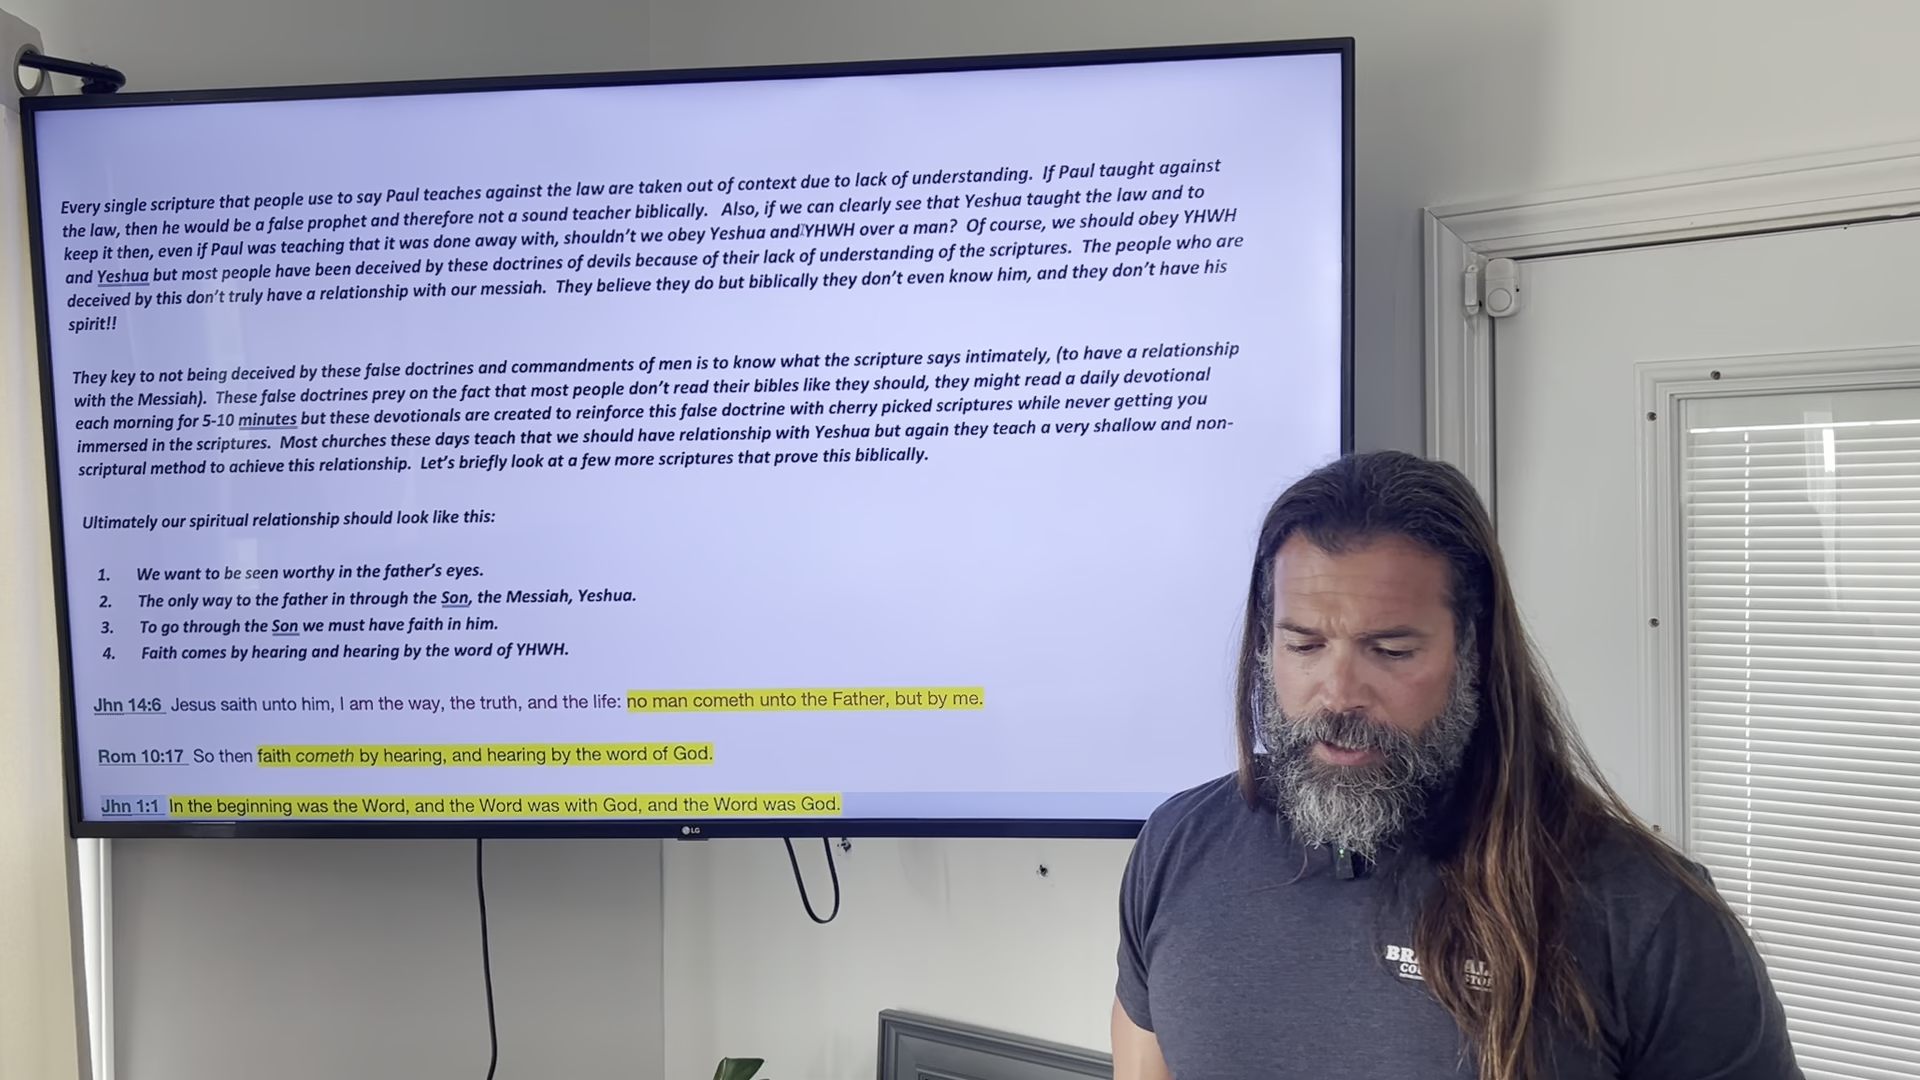 Every single scripture that people use to say Paul teaches against the law are taken out of context due to lack of understanding.  If Paul taught against
the law, then he would be a false prophet and therefore not a sound teacher biblically.  Also, if we can clearly see that Yeshua taught the law and to
keep it then, even if Paul was teaching that it was done away with, shouldn't we obey Yeshua and YHWH over a man?  Of course, we should obey YHWH
and Yeshua but most people have been deceived by these doctrines of devils because of their lack of understanding of the scriptures.  The people who are
deceived by this don't truly have a relationship with our messiah.  They believe they do but biblically they don't even know him, and they don't have his
spirit!!
They key to not being deceived by these false doctrines and commandments of men is to know what the scripture says intimately, (to have a relationship
with the Messiah).  These false doctrines prey on the fact that most people don't read their bibles like they should, they might read a daily devotional
each morning for 5-10 minutes but these devotionals are created to reinforce this false doctrine with cherry picked scriptures while never getting you
immersed in the scriptures.  Most churches these days teach that we should have relationship with Yeshua but again they teach a very shallow and non-
scriptural method to achieve this relationship.  Let's briefly look at a few more scriptures that prove this biblically.
Ultimately our spiritual relationship should look like this:
1. We want to be seen worthy in the father's eyes.
2. The only way to the father in through the Son, the Messiah, Yeshua.
3. To go through the Son we must have faith in him.
4. Faith comes by hearing and hearing by the word of YHWH.
Jhn 14:6 Jesus saith unto him, I am the way, the truth, and the life: no man cometh unto the Father, but by me.
Rom 10:17 So then faith cometh by hearing, and hearing by the word of God.
Jhn 1:1 In the beginning was the Word, and the Word was with God, and the Word was God.
LG